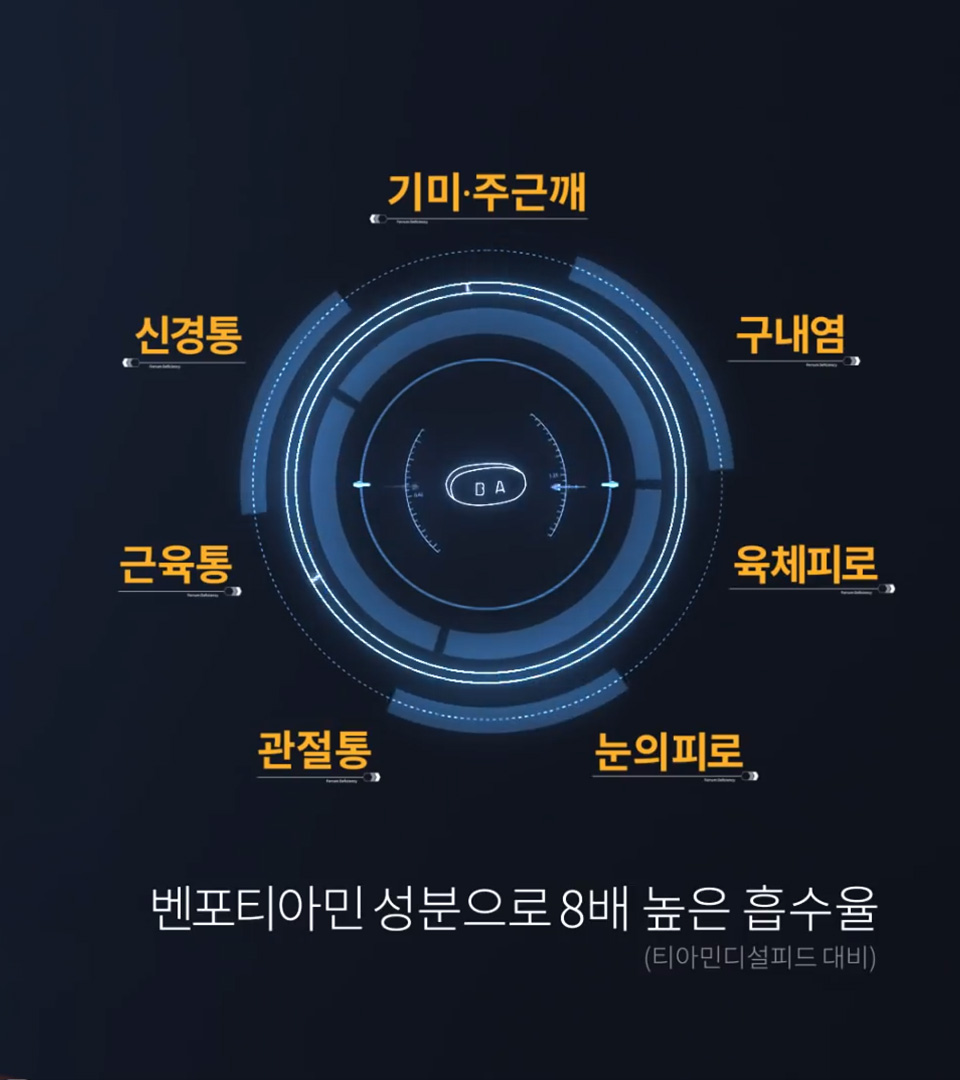 기미·주근깨
신경통
구내염
근육통
육체피로
관절통
눈의피로
B A
벤포티아민 성분으로 8배 높은 흡수율
(티아민디설피드 대비)